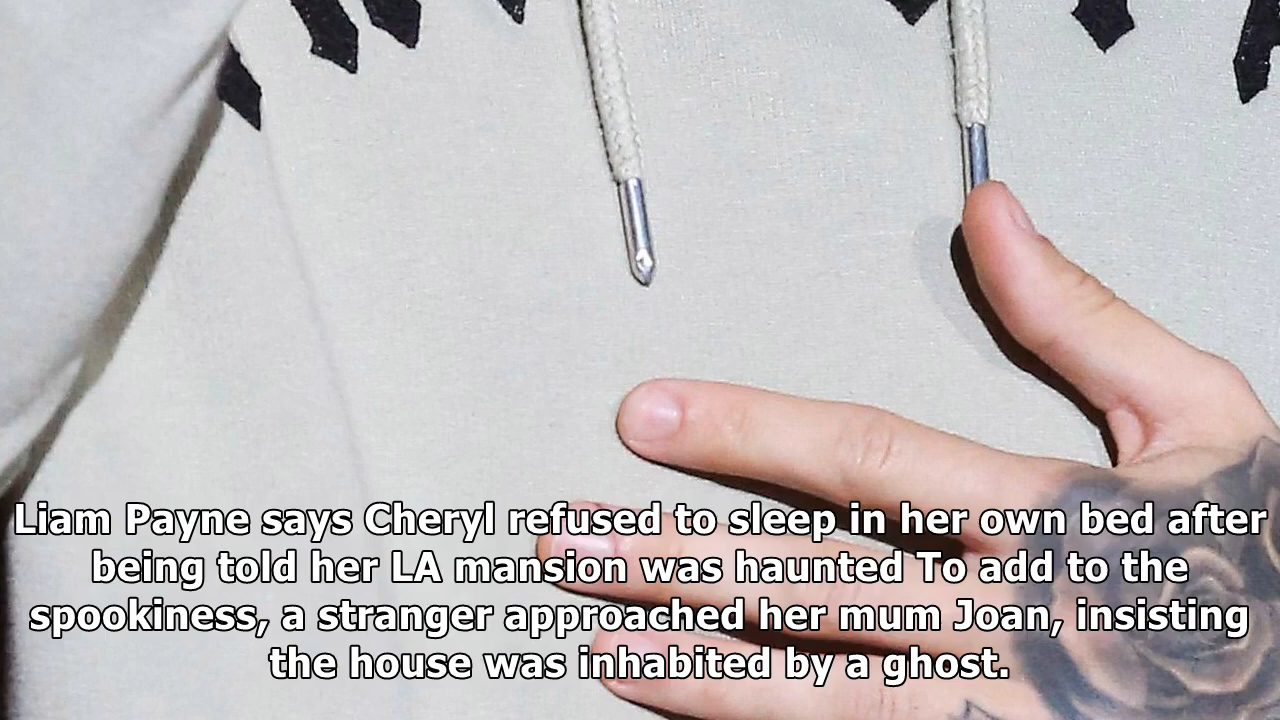 Liam Payne says Cheryl refused to sleep in her own bed after
being told her LA mansion was haunted To add to the
spookiness, a stranger approached her mum Joan, insisting
the house was inhabited by a ghost.